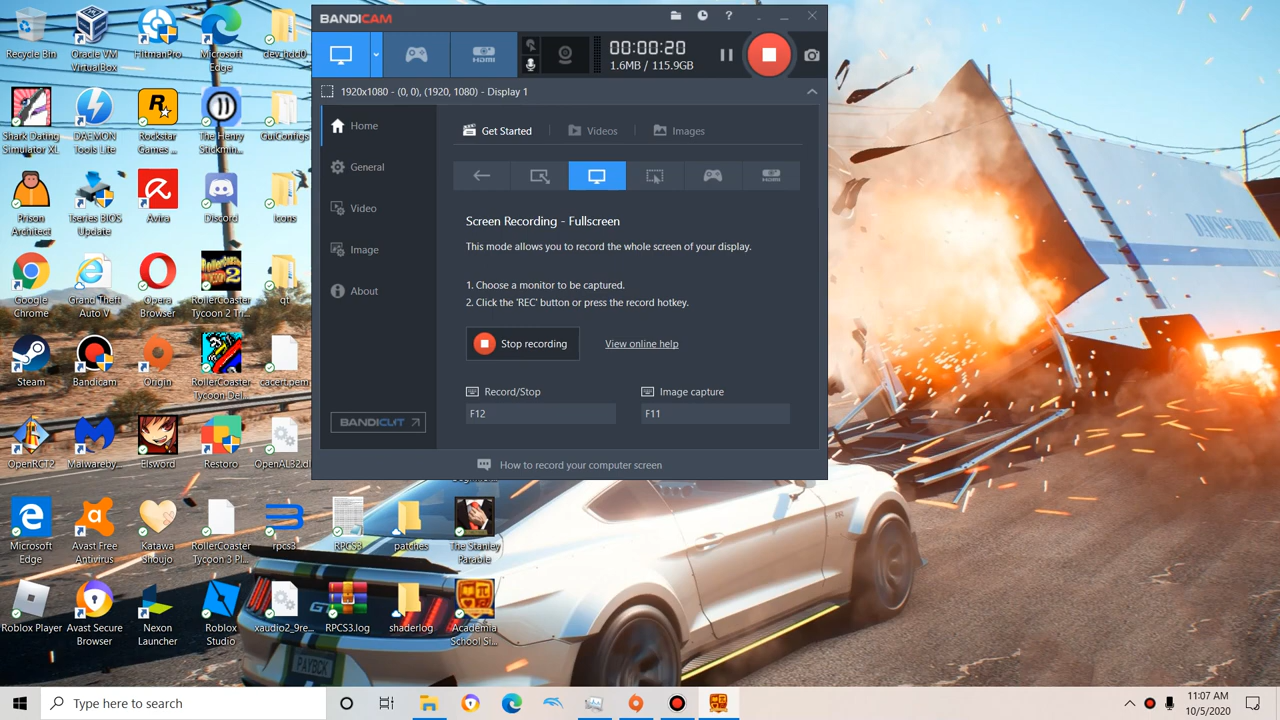 BANDICAM
?
HDMI
00:00:20
1.6MB / 115.9GB
1920x1080 - (0, 0), (1920, 1080) - Display 1
Home
General
Video
Image
About
BANDICUT
Get Started
Videos
Images
HDMI
Screen Recording - Fullscreen
This mode allows you to record the whole screen of your display.
1. Choose a monitor to be captured.
2. Click the 'REC' button or press the record hotkey.
Stop recording
View online help
Record/Stop
Image capture
F12
F11
How to record your computer screen
Recycle Bin
Oracle VM
VirtualBox
HitmanPro
Microsoft
Edge
dev_hdd0
Shark Dating
Simulator XL
DAEMON
Tools Lite
Rockstar
Games ...
The Henry
Stickmin...
GuiConfigs
Prison
Architect
Tseries BIOS
Update
Avira
Discord
Icons
Google
Chrome
Grand Theft
Auto V
Opera
Browser
RollerCoaster
Tycoon 2 Tri...
qt
Steam
Bandicam
Origin
RollerCoaster
Tycoon Del...
cacert.pem
OpenRCT2
Malwareby...
Elsword
Restoro
OpenAL32.dl
Microsoft
Edge
Avast Free
Antivirus
Katawa
Shoujo
RollerCoaster
Tycoon 3 Pl...
rpcs3
RPCS3
patches
The Stanley
Parable
Roblox Player
Avast Secure
Browser
Nexon
Launcher
Roblox
Studio
xaudio2_9re...
RPCS3.log
shaderlog
Academia
School Si...
GT
PAYBCK
Type here to search
11:07 AM
10/5/2020